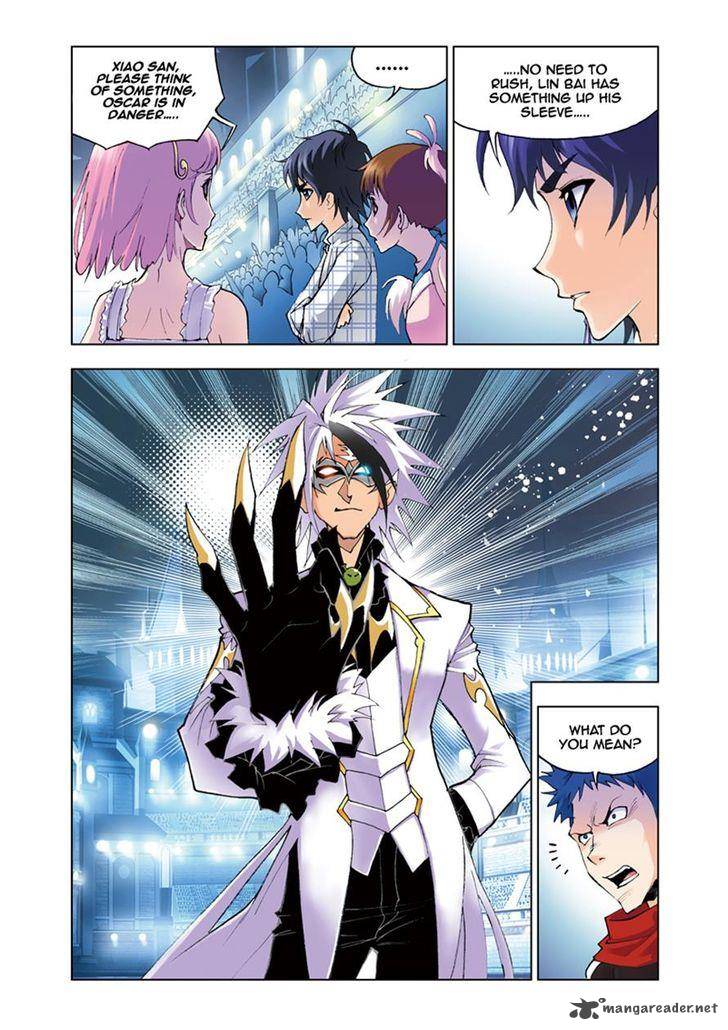 XIAO SAN,
PLEASE THINK
OF SOMETHING,
OSCAR IS IN
DANGER.....
......
.....NO NEED TO
RUSH, LIN BAI HAS
SOMETHING UP HIS
SLEEVE.....
WHAT DO
YOU MEAN?
mangareader.net